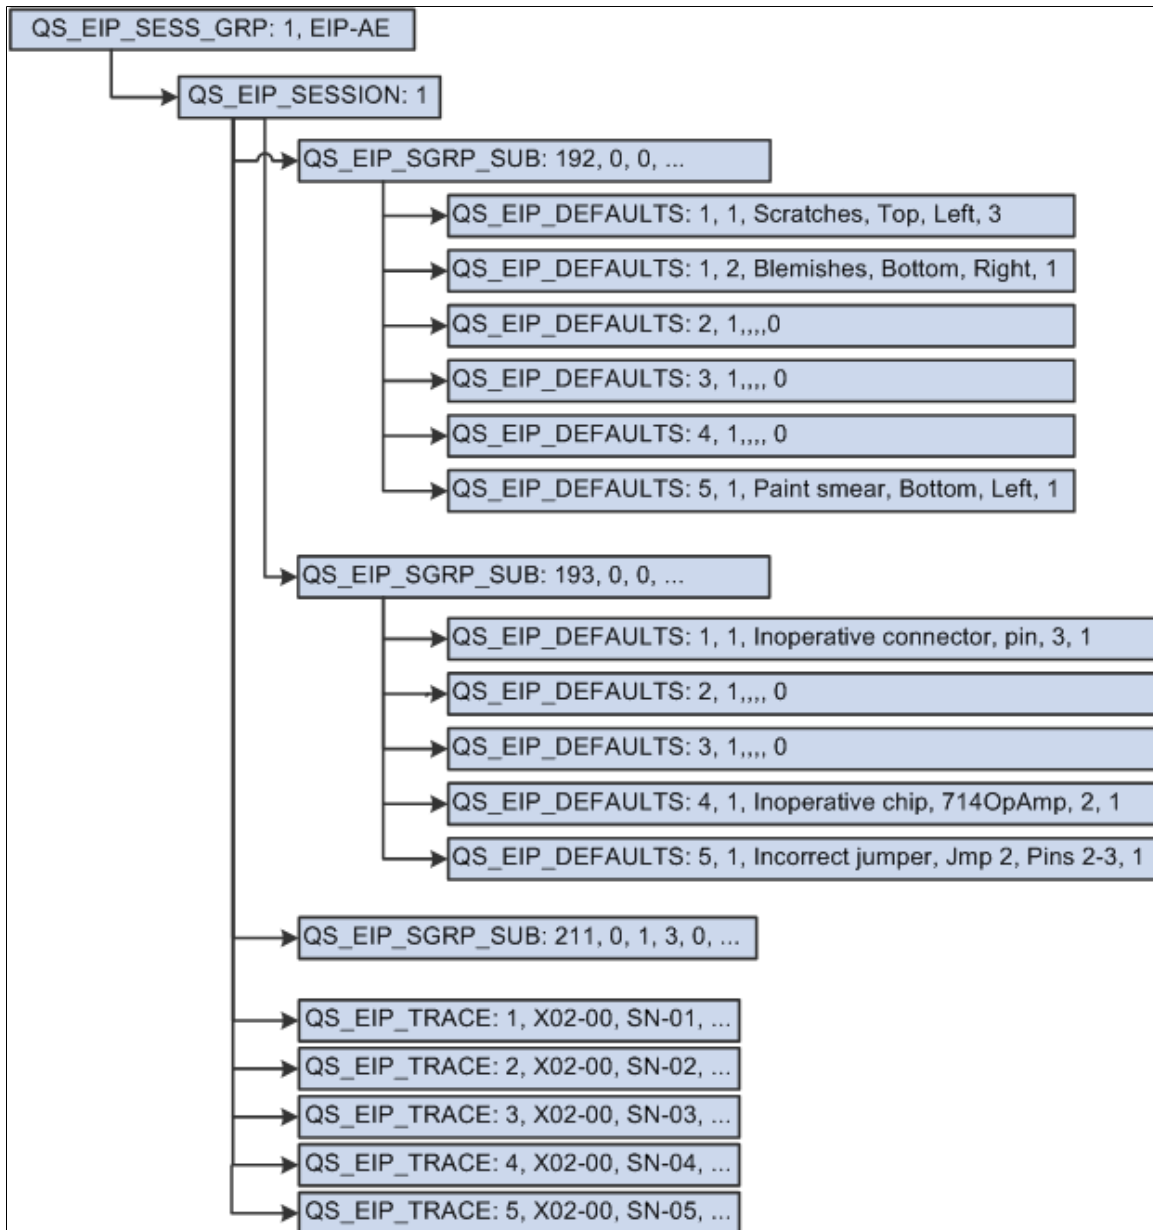 QS_EIP_SESS_GRP: 1, EIP-AE
QS_EIP_SESSION: 1
QS_EIP_SGRP_SUB: 192, 0, 0, ...
QS_EIP_DEFAULTS: 1, 1, Scratches, Top, Left, 3
QS_EIP_DEFAULTS: 1, 2, Blemishes, Bottom, Right, 1
QS_EIP_DEFAULTS: 2, 1,,,,0
QS_EIP_DEFAULTS: 3, 1,,,, 0
QS_EIP_DEFAULTS: 4, 1,,,, 0
QS_EIP_DEFAULTS: 5, 1, Paint smear, Bottom, Left, 1
QS_EIP_SGRP_SUB: 193, 0, 0, ...
QS_EIP_DEFAULTS: 1, 1, Inoperative connector, pin, 3, 1
QS_EIP_DEFAULTS: 2, 1,,,, 0
QS_EIP_DEFAULTS: 3, 1,,,, 0
QS_EIP_DEFAULTS: 4, 1, Inoperative chip, 714OpAmp, 2, 1
QS_EIP_DEFAULTS: 5, 1, Incorrect jumper, Jmp 2, Pins 2-3, 1
QS_EIP_SGRP_SUB: 211, 0, 1, 3, 0, ...
QS_EIP_TRACE: 1, X02-00, SN-01, ...
QS_EIP_TRACE: 2, X02-00, SN-02, ...
QS_EIP_TRACE: 3, X02-00, SN-03, ...
QS_EIP_TRACE: 4, X02-00, SN-04, ...
QS_EIP_TRACE: 5, X02-00, SN-05, ...